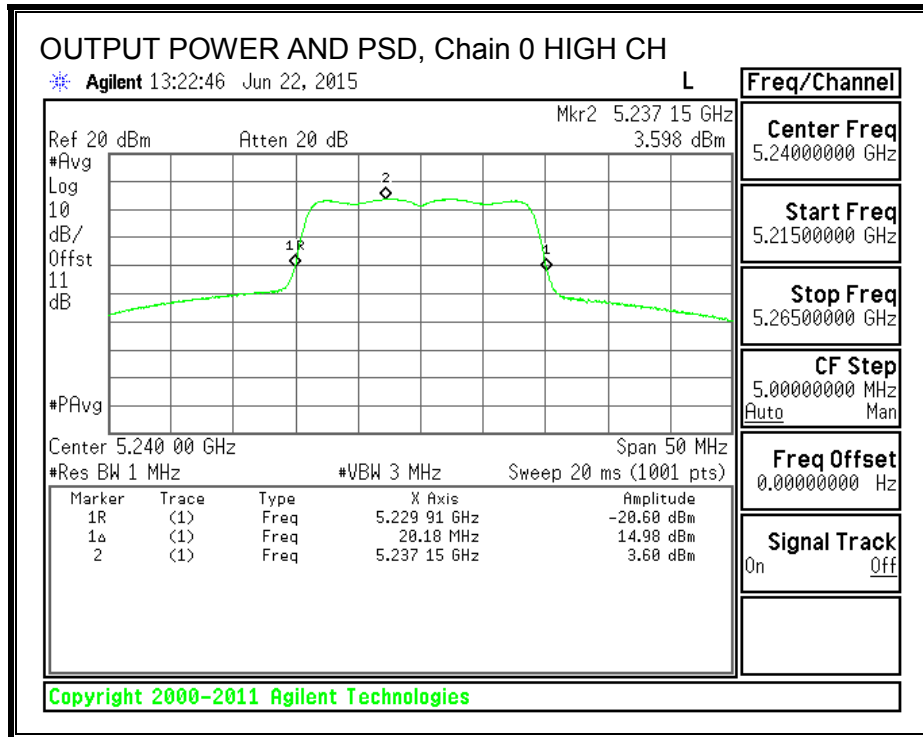 OUTPUT POWER AND PSD, Chain 0 HIGH CH
Agilent 13:22:46 Jun 22, 2015 L
Freq/Channel
Mkr2 5.237 15 GHz
Ref 20 dBm Atten 20 dB 3.598 dBm
#Avg
Log
10
dB/
Offst
11
dB
#PAvg
2
1R
1
Center 5.240 00 GHz Span 50 MHz
#Res BW 1 MHz #VBW 3 MHz Sweep 20 ms (1001 pts)
Marker Trace Type X Axis Amplitude
1R (1) Freq 5.229 91 GHz -20.60 dBm
1Δ (1) Freq 20.18 MHz 14.98 dBm
2 (1) Freq 5.237 15 GHz 3.60 dBm
Center Freq
5.24000000 GHz
Start Freq
5.21500000 GHz
Stop Freq
5.26500000 GHz
CF Step
5.00000000 MHz
Auto Man
Freq Offset
0.00000000 Hz
Signal Track
On Off
Copyright 2000-2011 Agilent Technologies